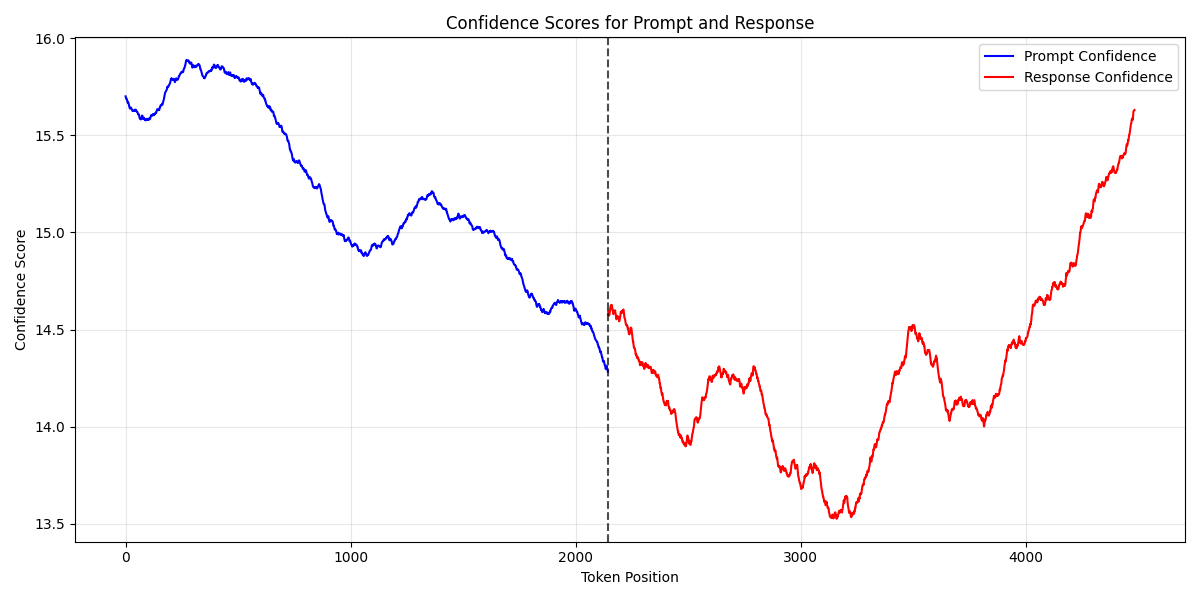 Confidence Scores for Prompt and Response
Prompt Confidence
Response Confidence
Confidence Score
16.0
15.5
15.0
14.5
14.0
13.5
0
1000
2000
3000
4000
Token Position